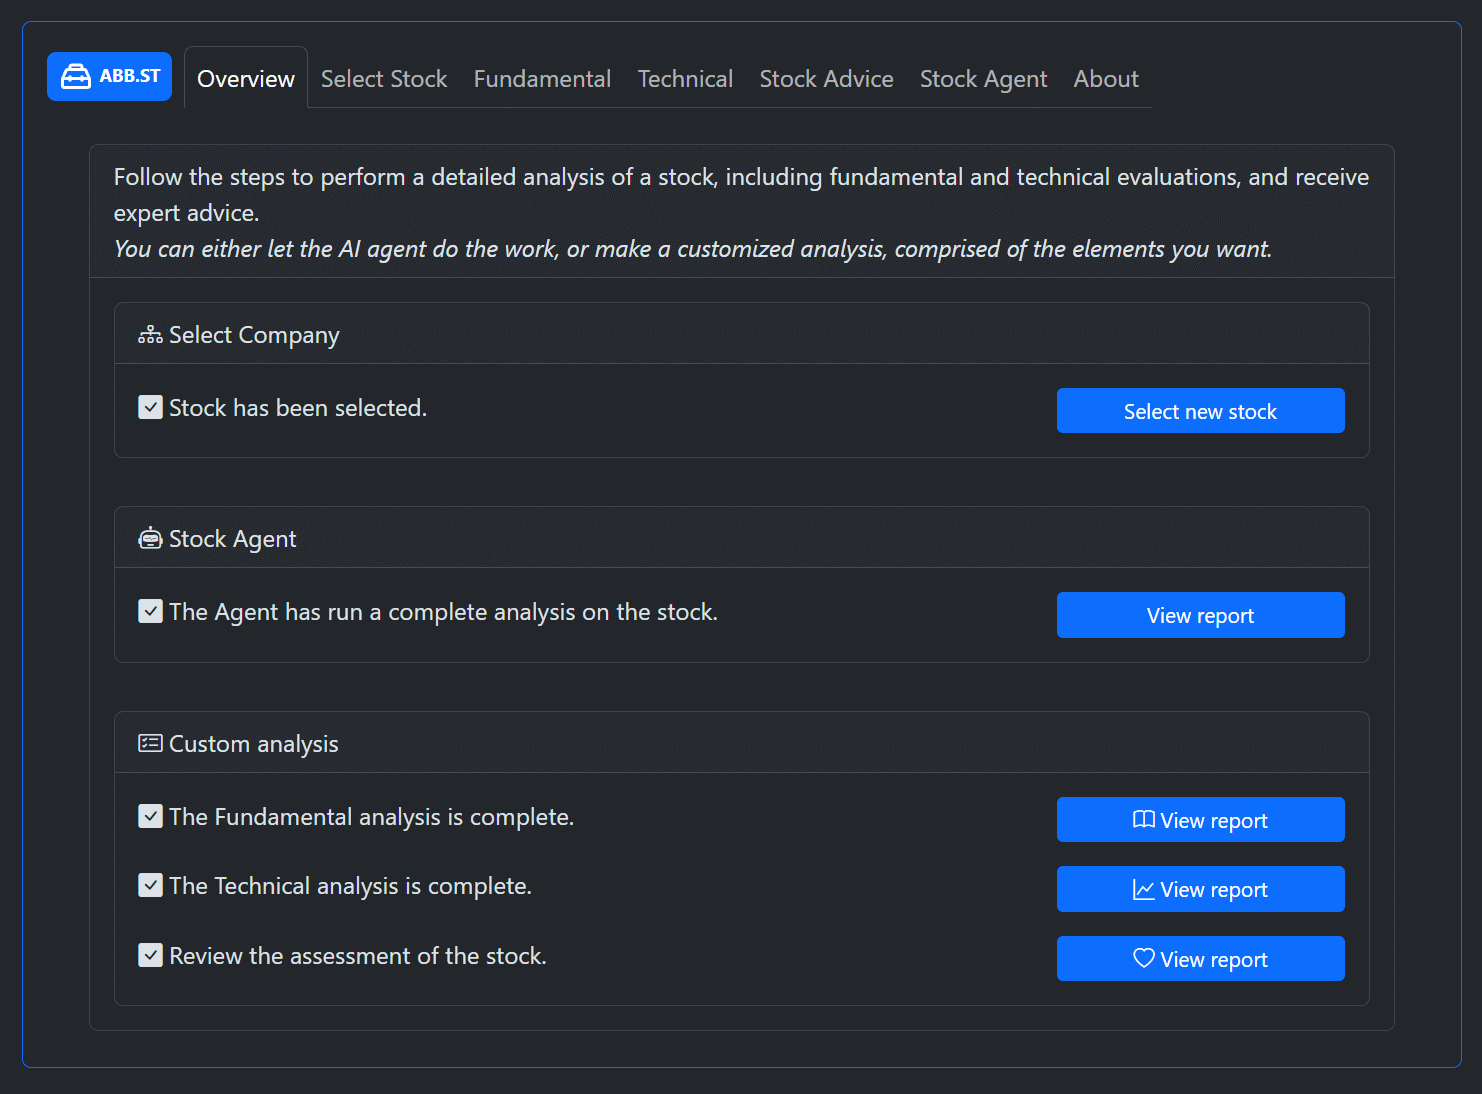 ABB.ST
Overview
Select Stock
Fundamental
Technical
Stock Advice
Stock Agent
About
Follow the steps to perform a detailed analysis of a stock, including fundamental and technical evaluations, and receive
expert advice.
You can either let the AI agent do the work, or make a customized analysis, comprised of the elements you want.
Select Company
Stock has been selected.
Select new stock
Stock Agent
The Agent has run a complete analysis on the stock.
View report
Custom analysis
The Fundamental analysis is complete.
View report
The Technical analysis is complete.
View report
Review the assessment of the stock.
View report